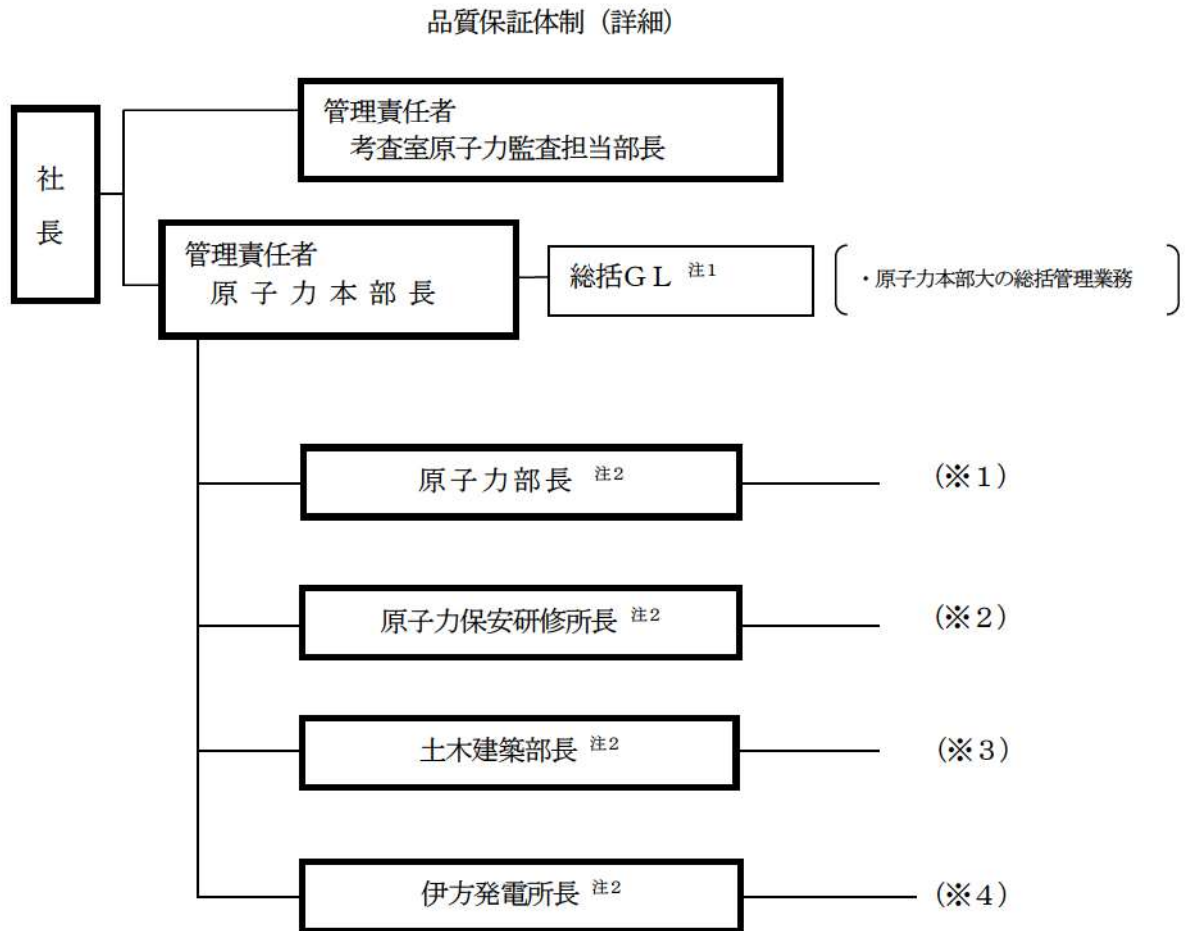 品質保証体制（詳細）
管理責任者
考査室原子力監査担当部長
社
長
管理責任者
原子力本部長
総括ＧＬ 注1
・原子力本部大の総括管理業務
原子力部長 注2
(※１)
原子力保安研修所長 注2
(※２)
土木建築部長 注2
(※３)
伊方発電所長 注2
(※４)